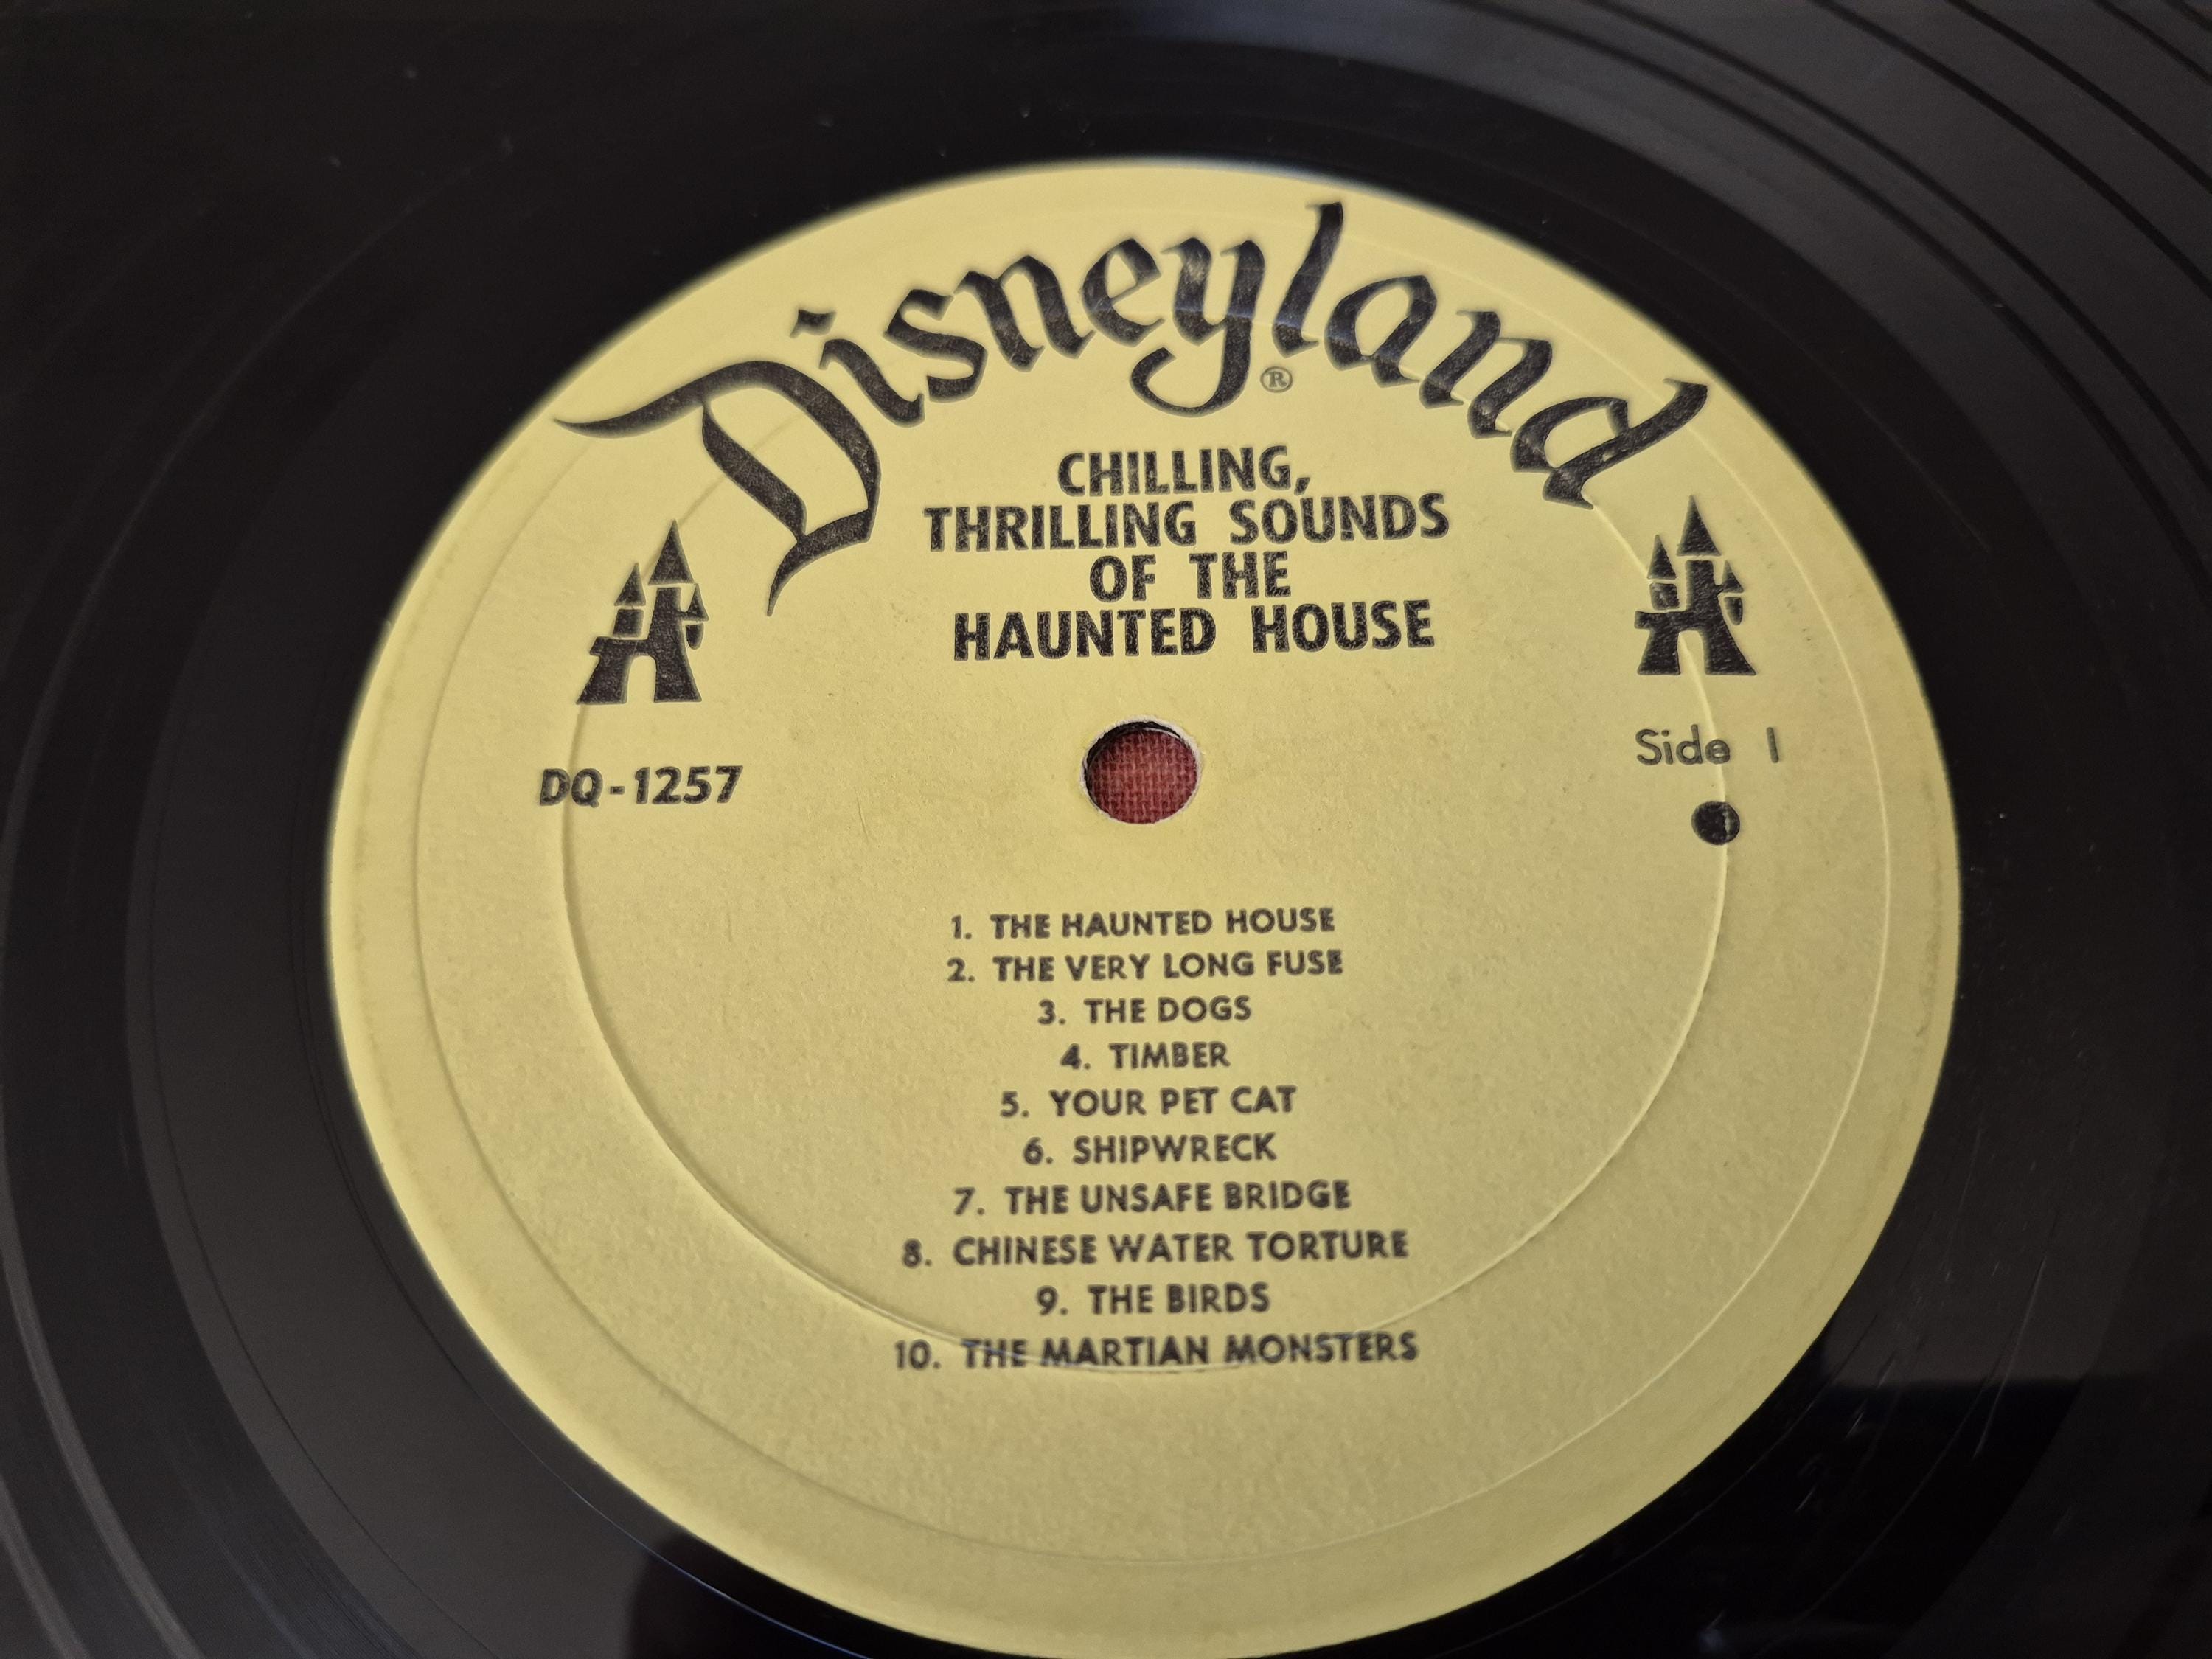 Disneyland®
CHILLING,
THRILLING SOUNDS
OF THE
HAUNTED HOUSE
Side 1
DQ-1257
1. THE HAUNTED HOUSE
2. THE VERY LONG FUSE
3. THE DOGS
4. TIMBER
5. YOUR PET CAT
6. SHIPWRECK
7. THE UNSAFE BRIDGE
8. CHINESE WATER TORTURE
9. THE BIRDS
10. THE MARTIAN MONSTERS